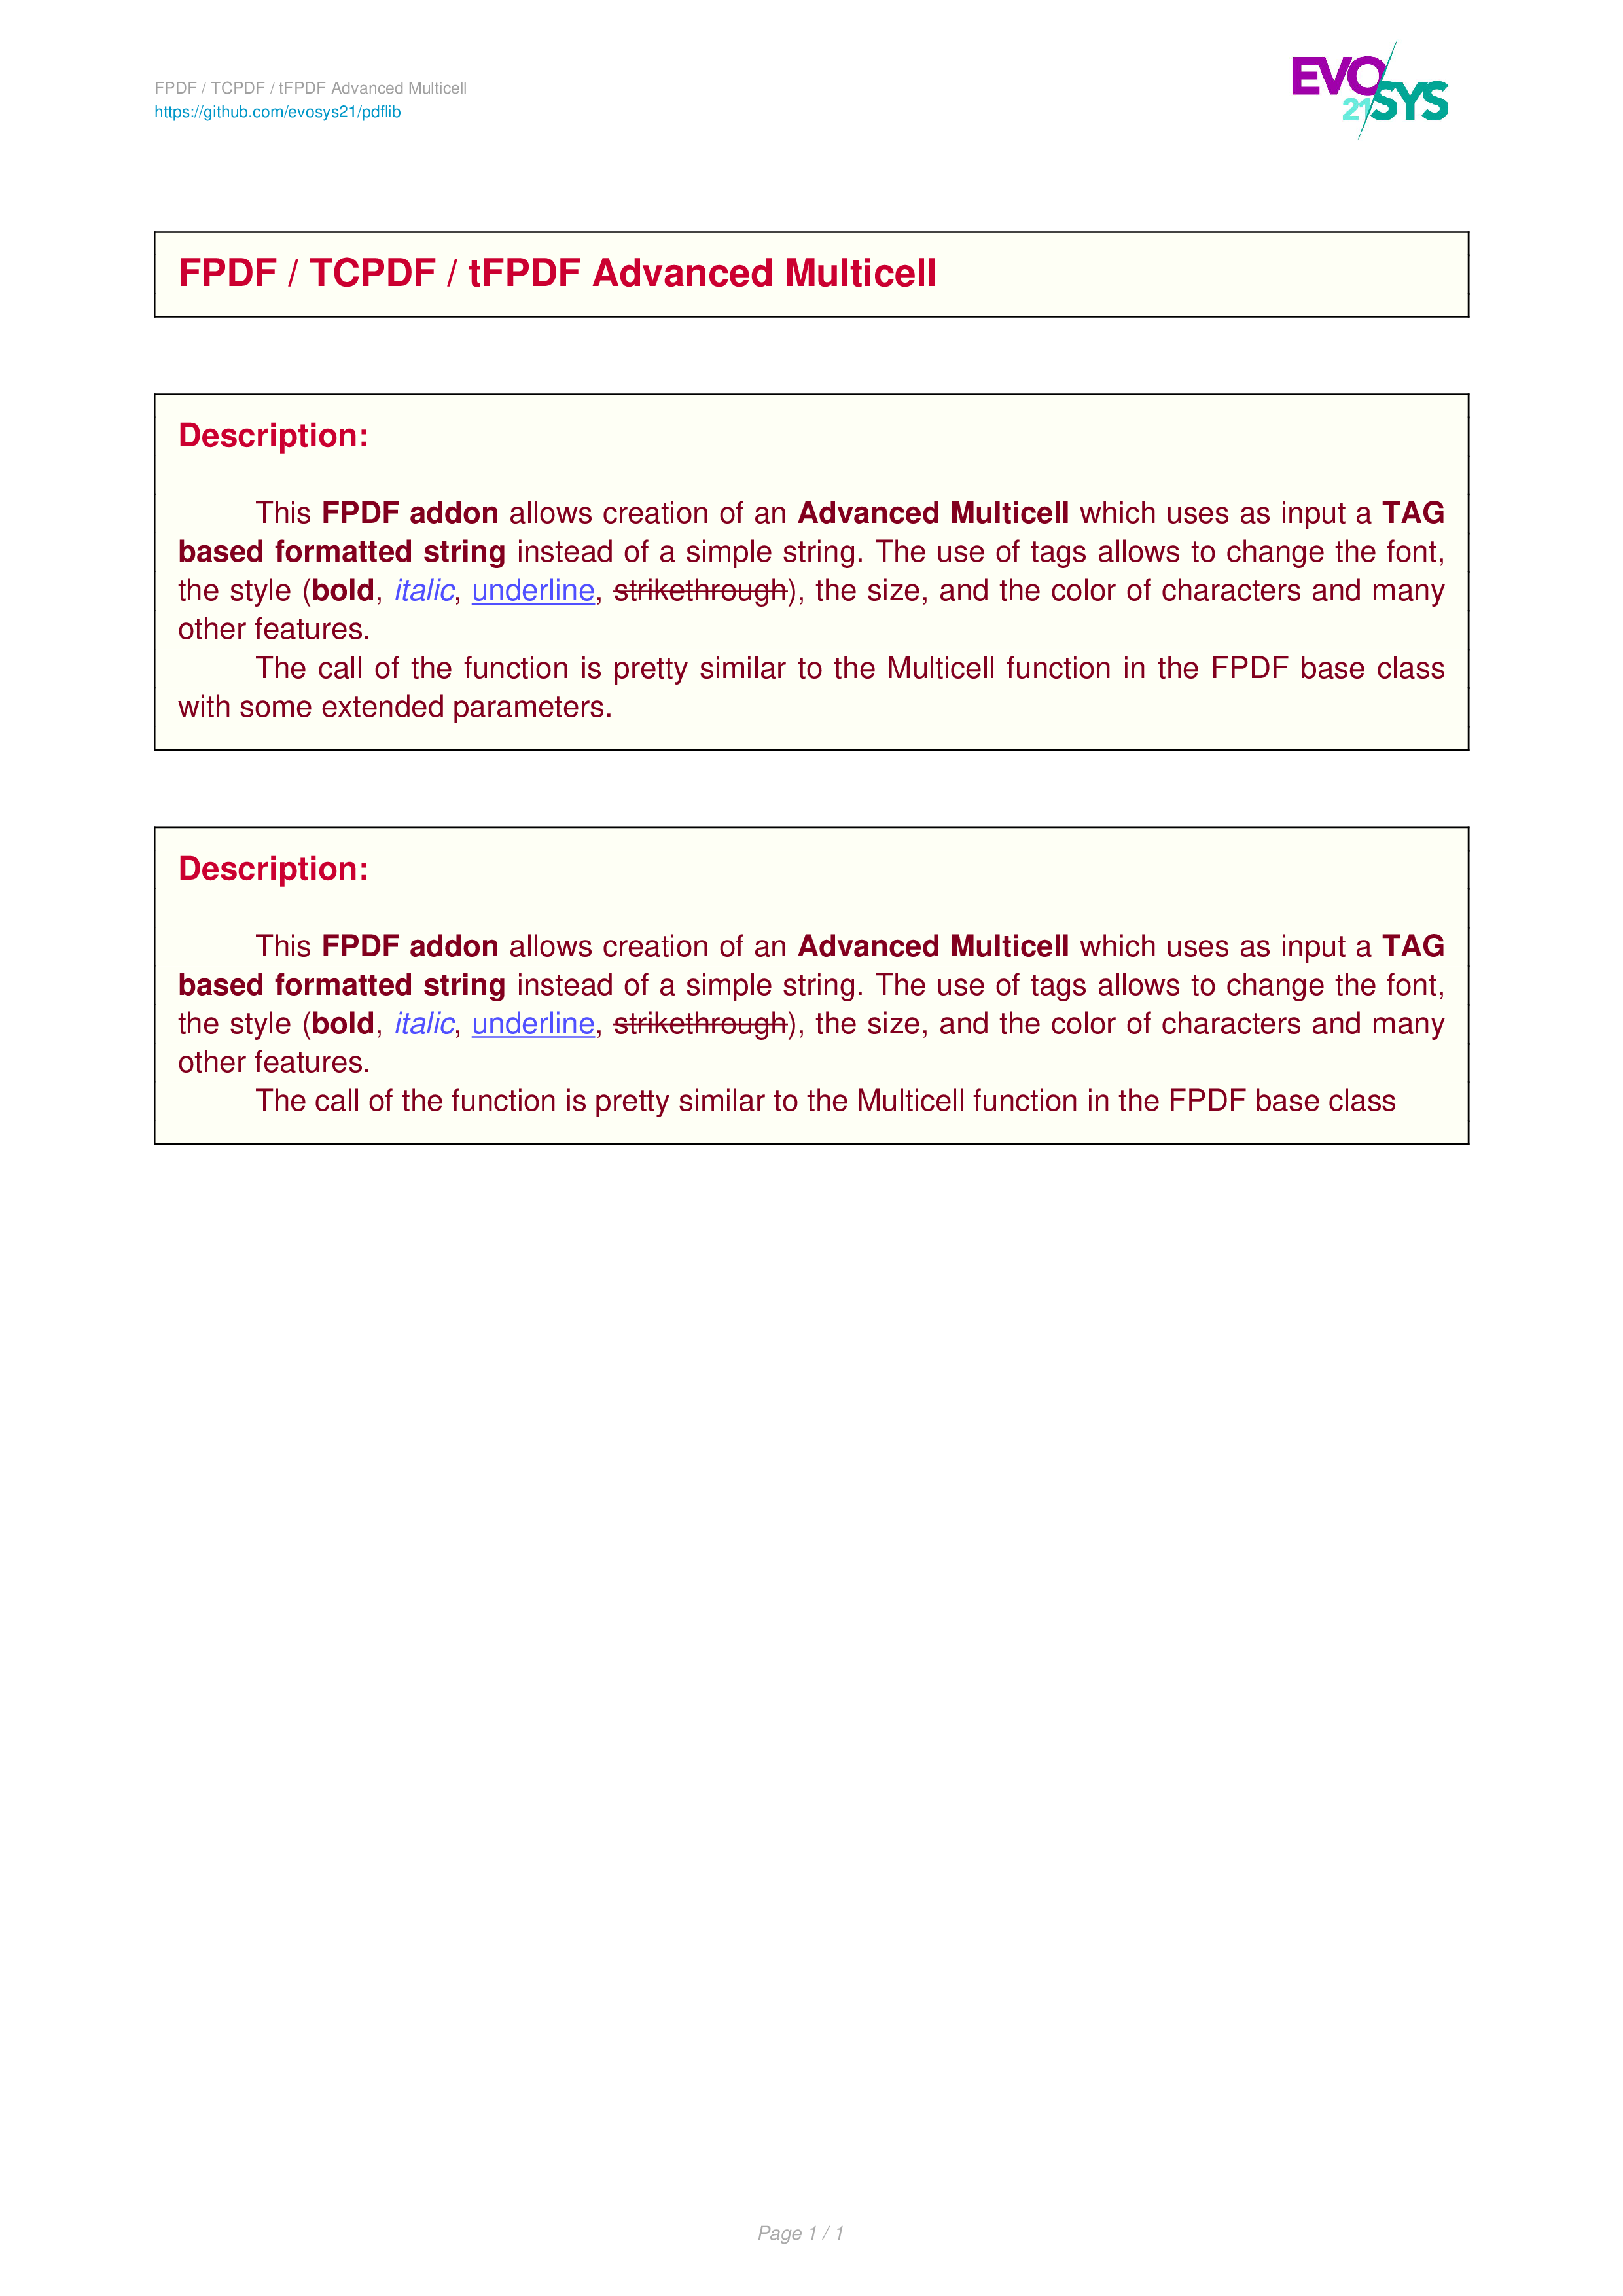 FPDF / TCPDF / tFPDF Advanced Multicell
https://github.com/evosys21/pdflib
EVO
21 SYS
FPDF / TCPDF / tFPDF Advanced Multicell
Description:
This FPDF addon allows creation of an Advanced Multicell which uses as input a TAG
based formatted string instead of a simple string. The use of tags allows to change the font,
the style (bold, italic, underline, strikethrough), the size, and the color of characters and many
other features.
The call of the function is pretty similar to the Multicell function in the FPDF base class
with some extended parameters.
Description:
This FPDF addon allows creation of an Advanced Multicell which uses as input a TAG
based formatted string instead of a simple string. The use of tags allows to change the font,
the style (bold, italic, underline, strikethrough), the size, and the color of characters and many
other features.
The call of the function is pretty similar to the Multicell function in the FPDF base class
Page 1 / 1